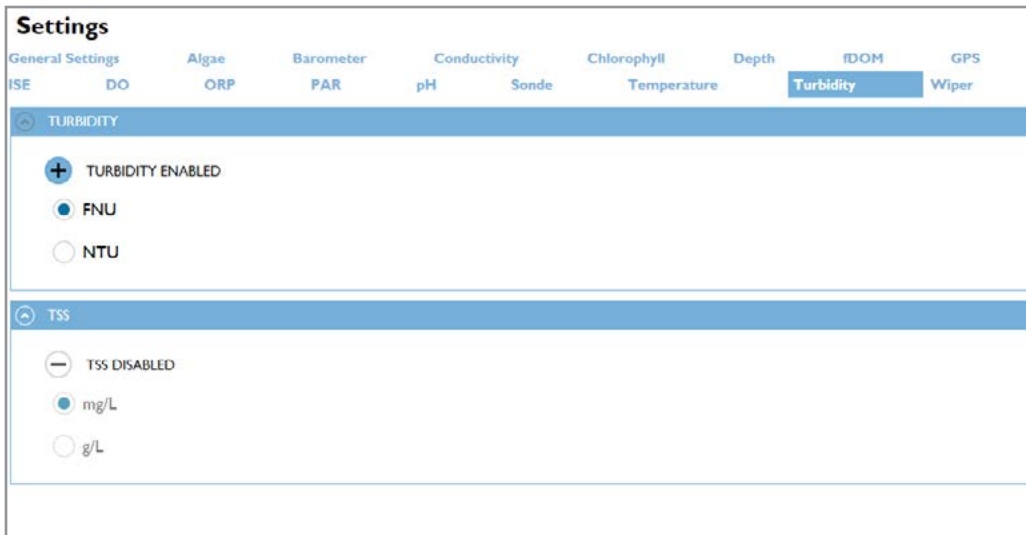 Settings
General Settings Algae Barometer Conductivity Chlorophyll Depth fDOM GPS
ISE DO ORP PAR pH Sonde Temperature Turbidity Wiper
TURBIDITY
TURBIDITY ENABLED
FNU
NTU
TSS
TSS DISABLED
mg/L
g/L